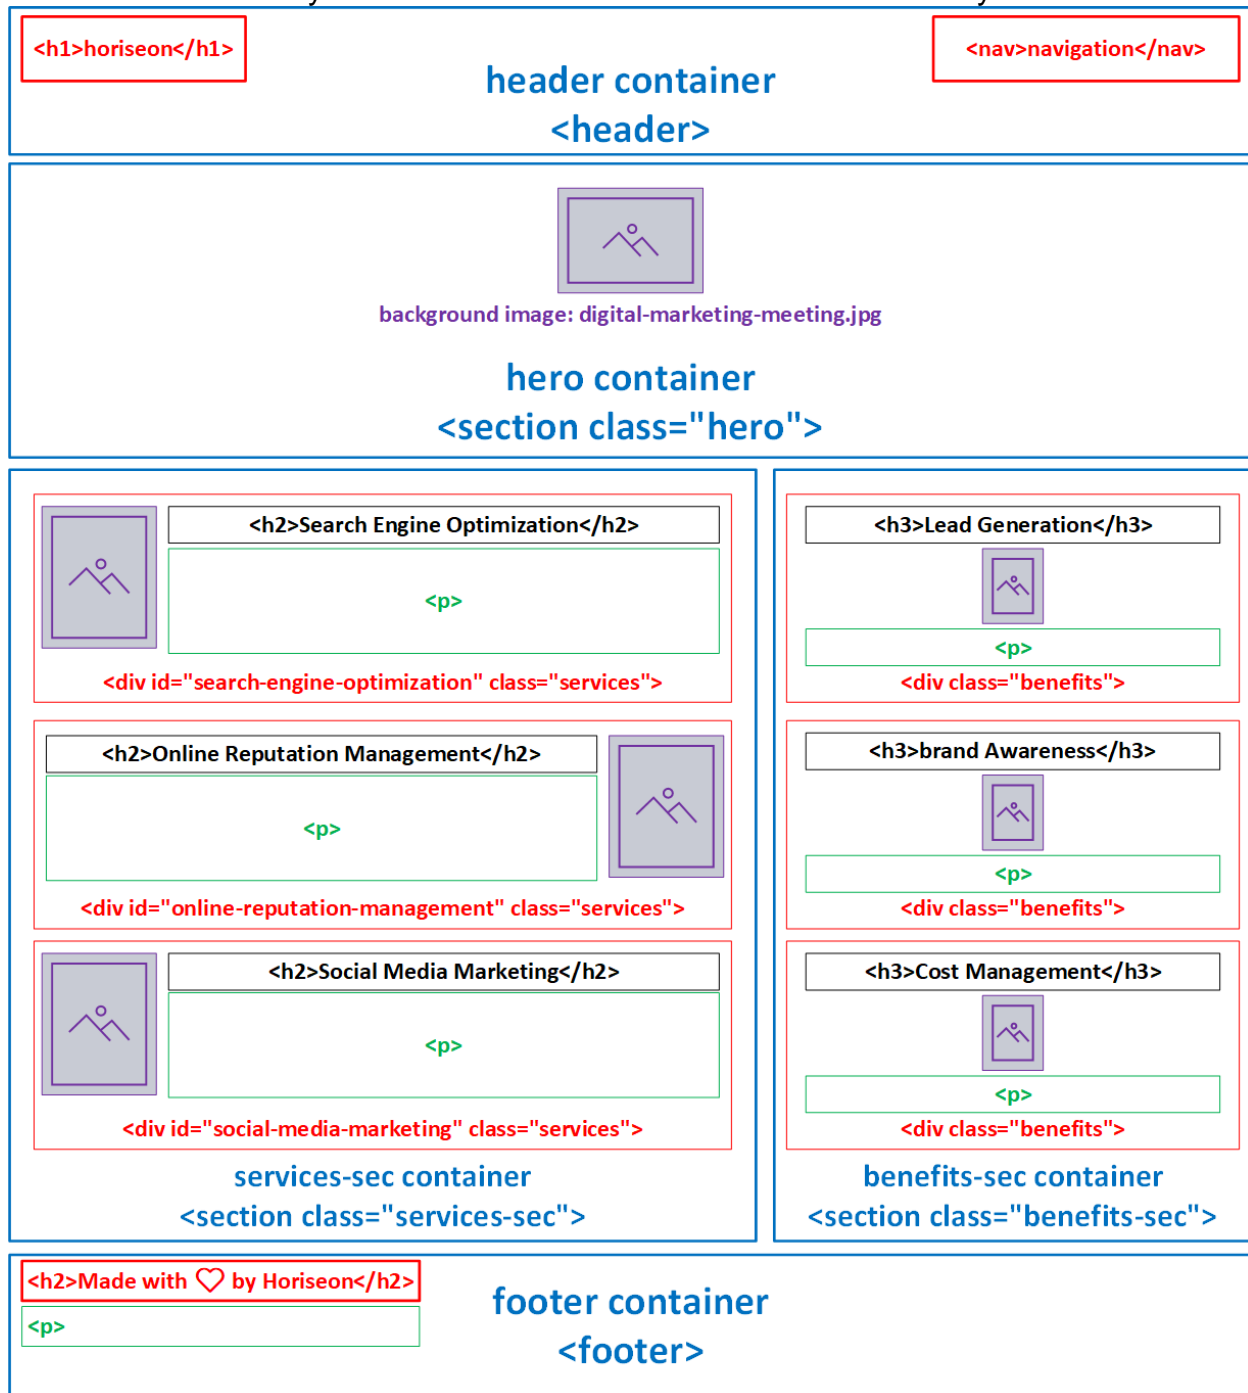 <h1>horiseon</h1>
<nav>navigation</nav>
header container
<header>
background image: digital-marketing-meeting.jpg
hero container
<section class="hero">
<h2>Search Engine Optimization</h2>
<p>
<div id="search-engine-optimization" class="services">
<h2>Online Reputation Management</h2>
<p>
<div id="online-reputation-management" class="services">
<h2>Social Media Marketing</h2>
<p>
<div id="social-media-marketing" class="services">
services-sec container
<section class="services-sec">
<h3>Lead Generation</h3>
<p>
<div class="benefits">
<h3>brand Awareness</h3>
<p>
<div class="benefits">
<h3>Cost Management</h3>
<p>
<div class="benefits">
benefits-sec container
<section class="benefits-sec">
<h2>Made with ♡ by Horiseon</h2>
<p>
footer container
<footer>